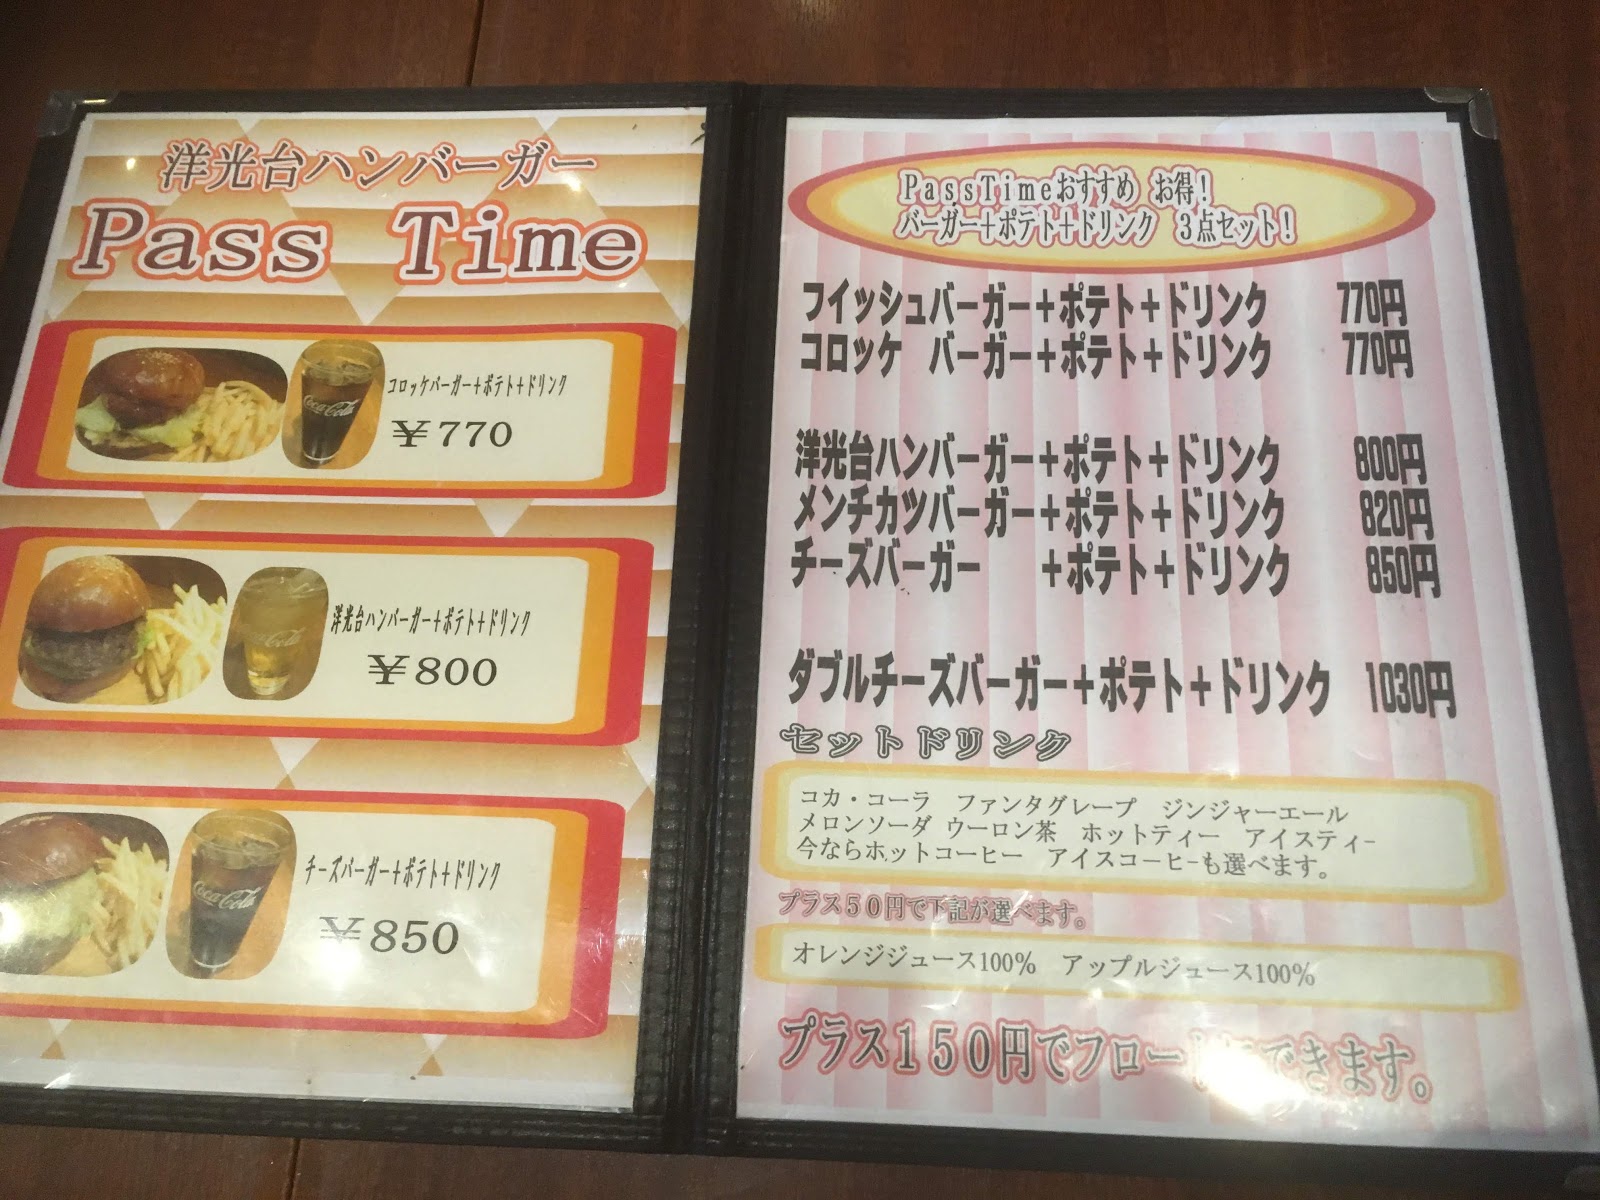 洋光台ハンバーガー
Pass Time
コロッケバーガー+ポテト+ドリンク
¥770
Coca-Cola
洋光台ハンバーガー+ポテト+ドリンク
¥800
チーズバーガー+ポテト+ドリンク
¥850
Coca-Cola
PassTimeおすすめ お得!
バーガー+ポテト+ドリンク 3点セット!
フイッシュバーガー+ポテト+ドリンク 770円
コロッケ バーガー+ポテト+ドリンク 770円
洋光台ハンバーガー+ポテト+ドリンク 800円
メンチカツバーガー+ポテト+ドリンク 820円
チーズバーガー +ポテト+ドリンク 850円
ダブルチーズバーガー+ポテト+ドリンク 1030円
セットドリンク
コカ・コーラ ファンタグレープ ジンジャーエール
メロンソーダ ウーロン茶 ホットティー アイスティ-
今ならホットコーヒー アイスコーヒ-も選べます。
プラス50円で下記が選べます。
オレンジジュース100% アップルジュース100%
プラス150円でフロー できます。